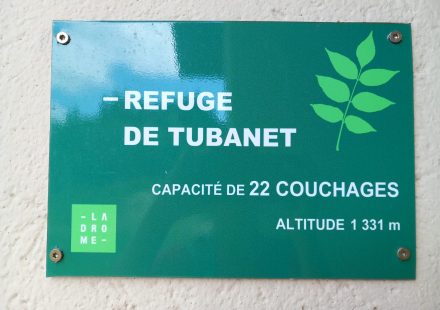 – REFUGE
DE TUBANET
CAPACITÉ DE 22 COUCHAGES
ALTITUDE 1 331 m
– LA
DRO
ME –